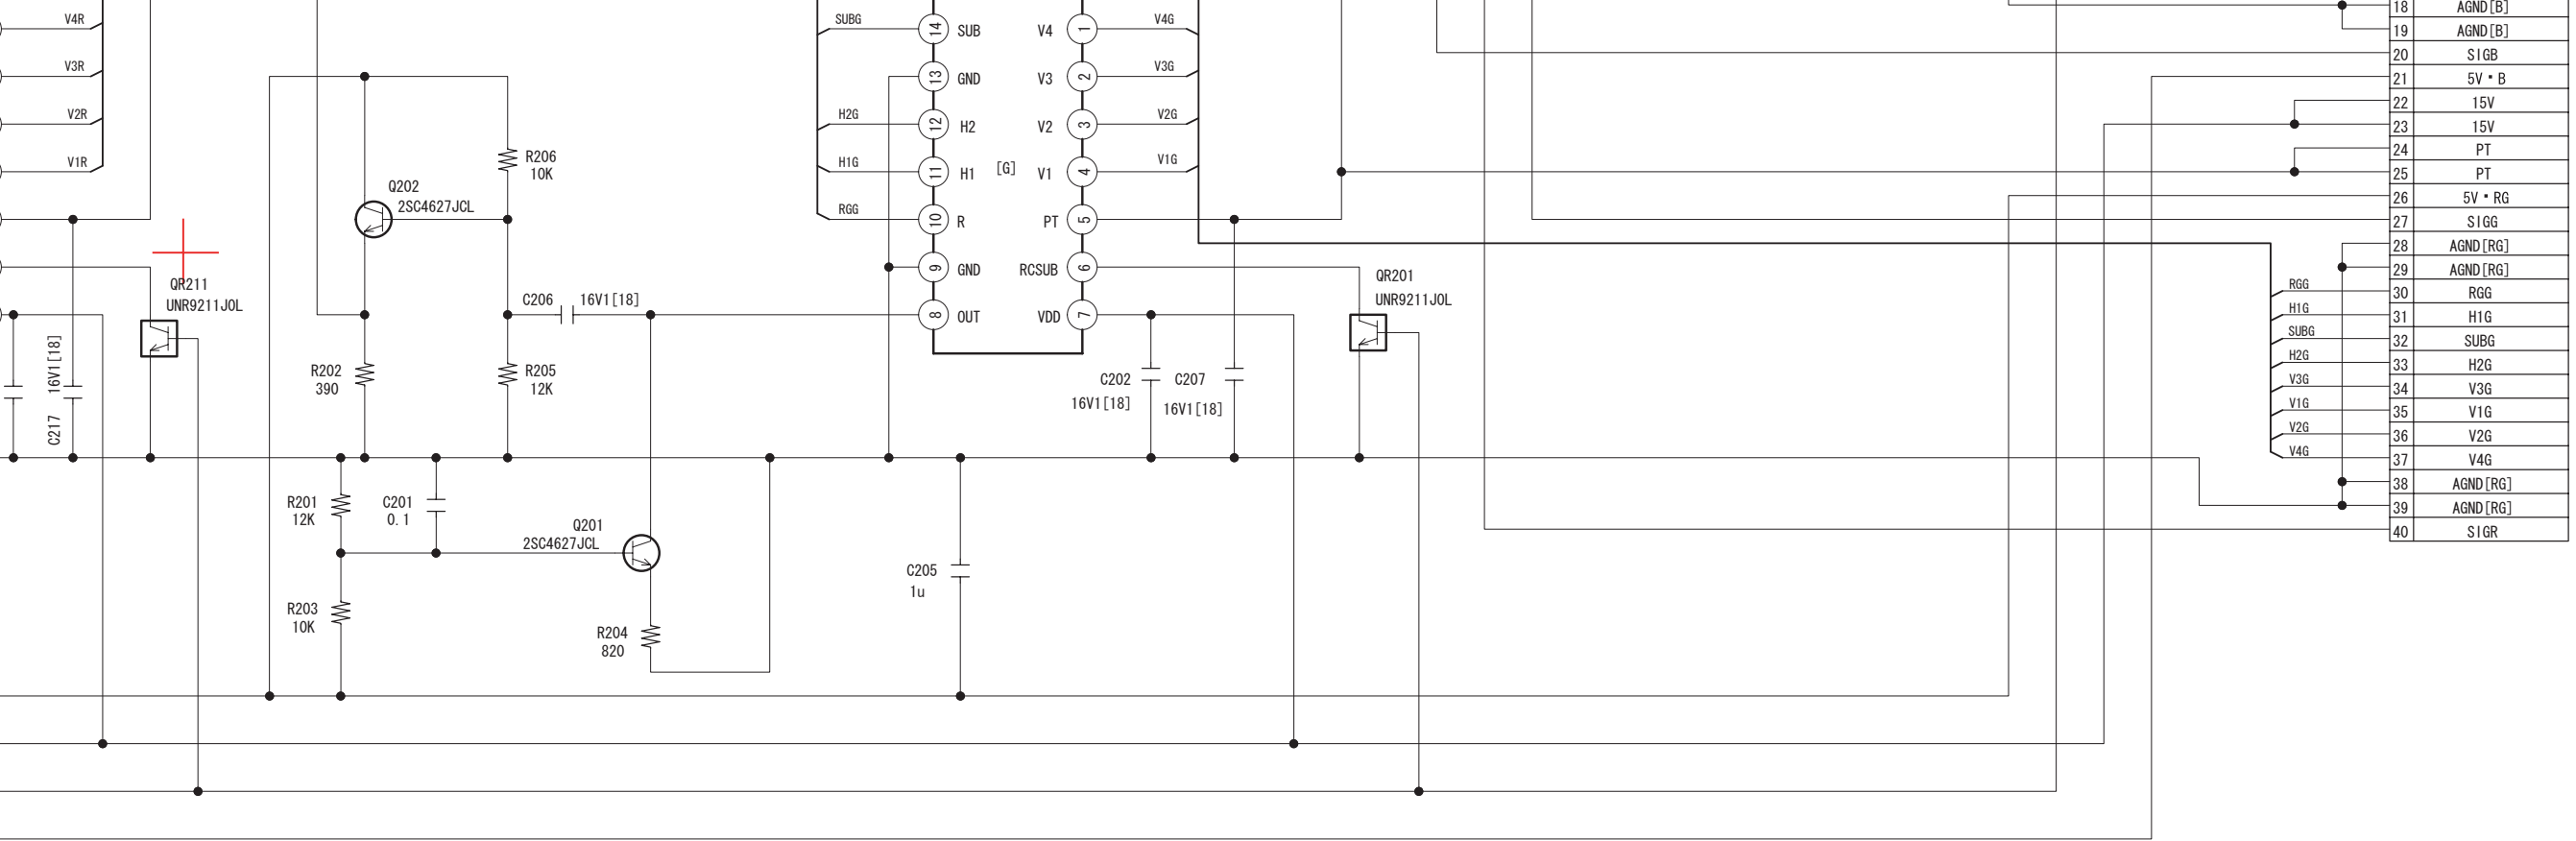 V4R
V3R
V2R
V1R
QR211
UNR9211J0L
16V1[18]
C217
Q202
2SC4627JCL
R206
10K
C206
16V1[18]
R202
390
R205
12K
R201
12K
C201
0.1
Q201
2SC4627JCL
R203
10K
R204
820
SUBG
H2G
H1G
RGG
14
SUB
13
GND
12
H2
11
H1
10
R
9
GND
8
OUT
[G]
V4
1
V3
2
V2
3
V1
4
PT
5
RCSUB
6
VDD
7
V4G
V3G
V2G
V1G
C202
16V1[18]
C207
16V1[18]
QR201
UNR9211J0L
C205
1u
RGG
H1G
SUBG
H2G
V3G
V1G
V2G
V4G
18 AGND[B]
19 AGND[B]
20 SIGB
21 5V・B
22 15V
23 15V
24 PT
25 PT
26 5V・RG
27 SIGG
28 AGND[RG]
29 AGND[RG]
30 RGG
31 H1G
32 SUBG
33 H2G
34 V3G
35 V1G
36 V2G
37 V4G
38 AGND[RG]
39 AGND[RG]
40 SIGR